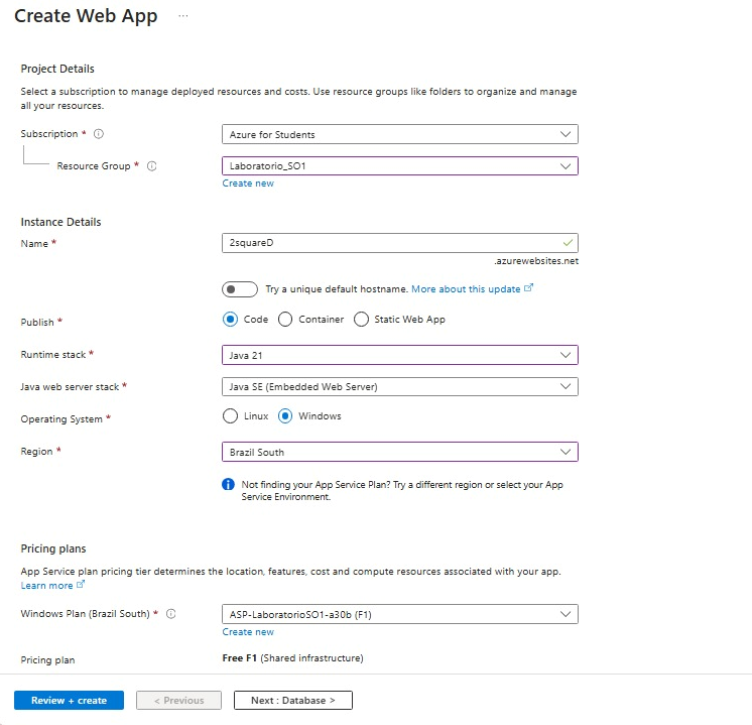 Create Web App ...
Project Details
Select a subscription to manage deployed resources and costs. Use resource groups like folders to organize and manage
all your resources.
Subscription *
Azure for Students
Resource Group *
Laboratorio_SO1
Create new
Instance Details
Name *
2squareD
.azurewebsites.net
Try a unique default hostname. More about this update
Publish *
Code Container Static Web App
Runtime stack *
Java 21
Java web server stack *
Java SE (Embedded Web Server)
Operating System *
Linux Windows
Region *
Brazil South
Not finding your App Service Plan? Try a different region or select your App
Service Environment.
Pricing plans
App Service plan pricing tier determines the location, features, cost and compute resources associated with your app.
Learn more
Windows Plan (Brazil South) *
ASP-LaboratorioSO1-a30b (F1)
Create new
Pricing plan
Free F1 (Shared infrastructure)
Review + create
< Previous
Next : Database >